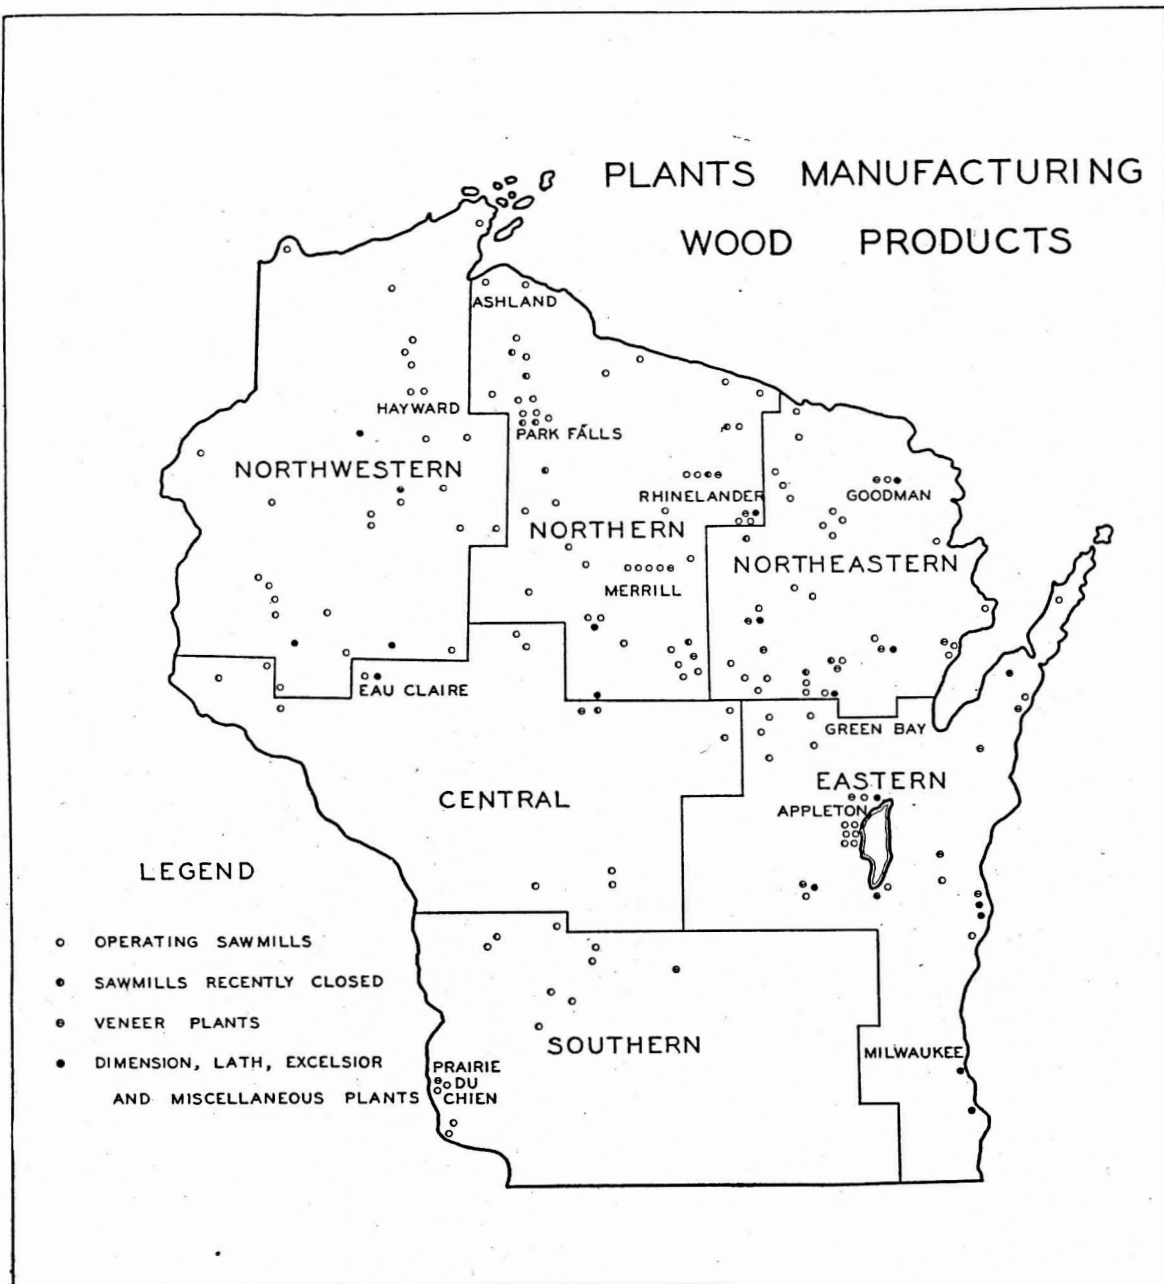 PLANTS MANUFACTURING
WOOD PRODUCTS
ASHLAND
HAYWARD
PARK FALLS
NORTHWESTERN
RHINELANDER
GOODMAN
NORTHERN
NORTHEASTERN
MERRILL
EAU CLAIRE
GREEN BAY
EASTERN
CENTRAL
APPLETON
LEGEND
OPERATING SAWMILLS
SAWMILLS RECENTLY CLOSED
VENEER PLANTS
DIMENSION, LATH, EXCELSIOR
AND MISCELLANEOUS PLANTS
SOUTHERN
MILWAUKEE
PRAIRIE
DU
CHIEN